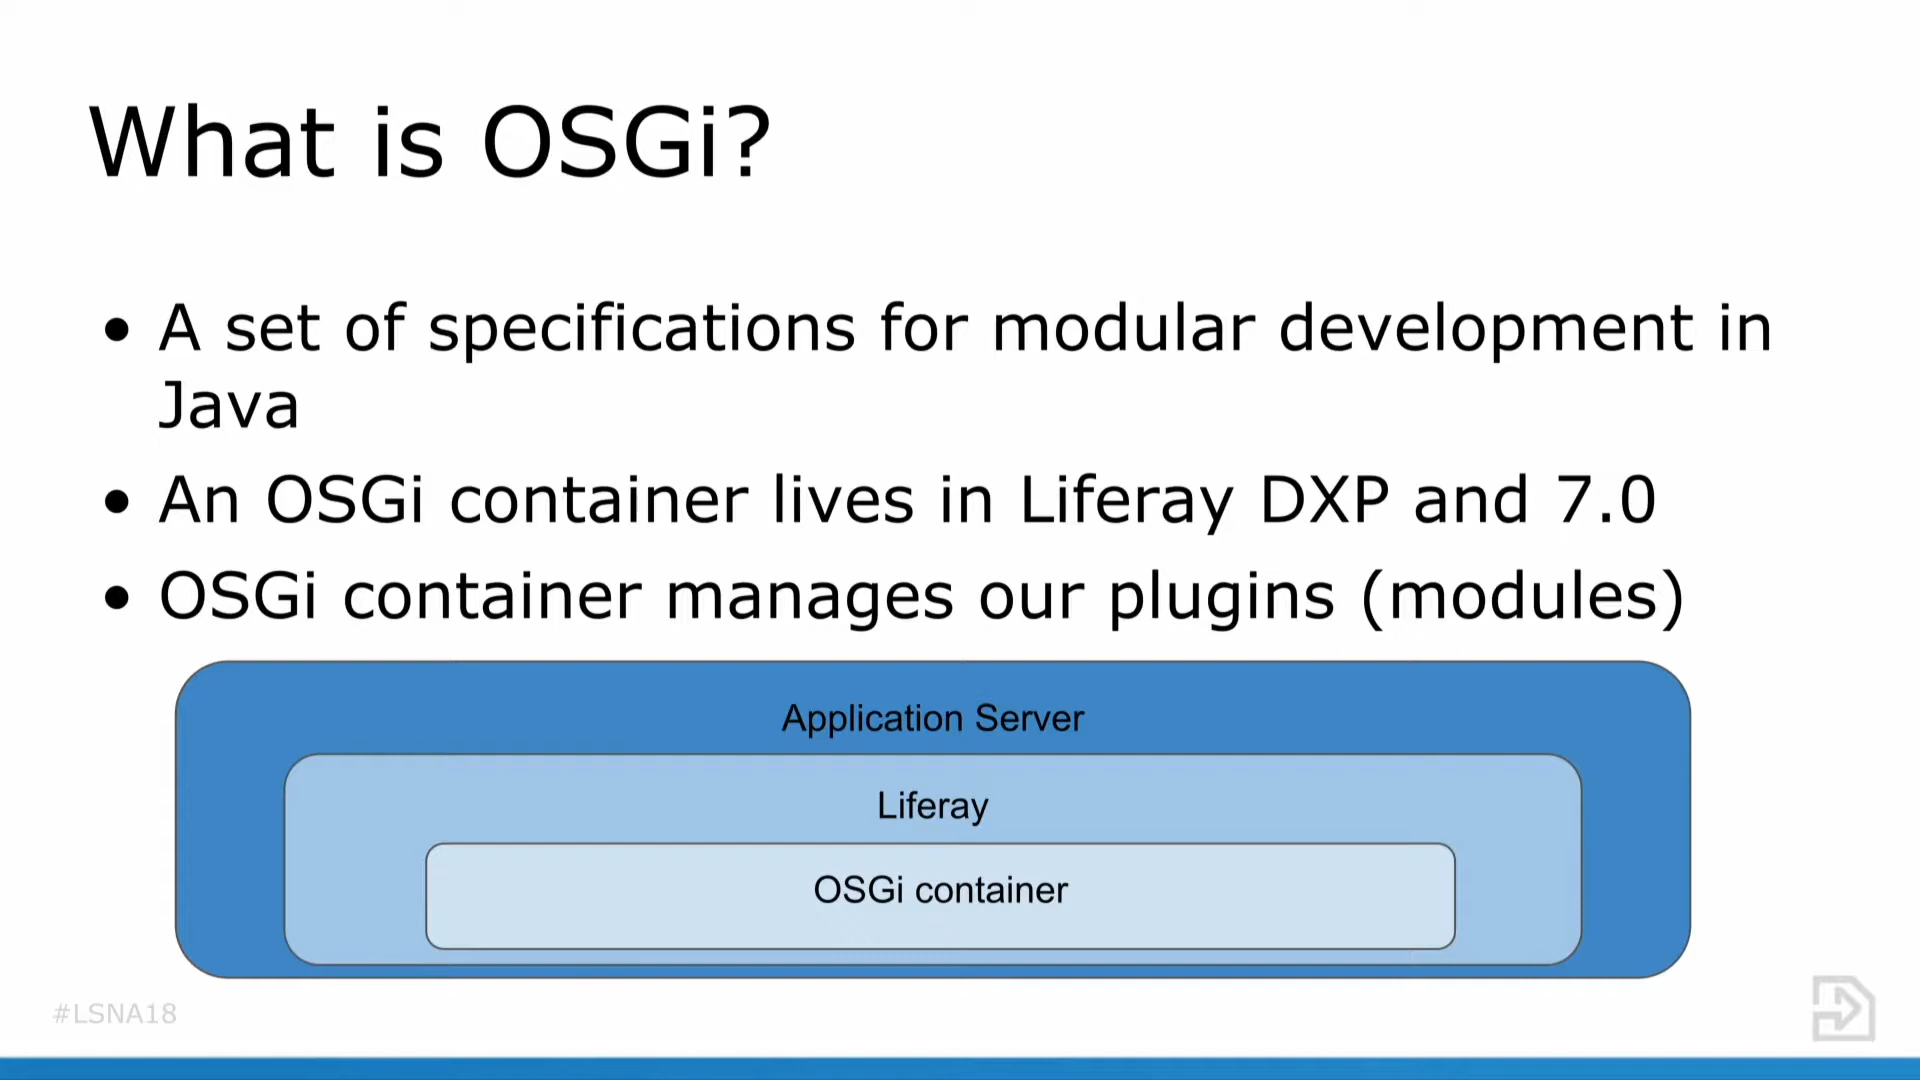 What is OSGi?
• A set of specifications for modular development in
Java
• An OSGi container lives in Liferay DXP and 7.0
• OSGi container manages our plugins (modules)
Application Server
Liferay
OSGi container
#LSNA18